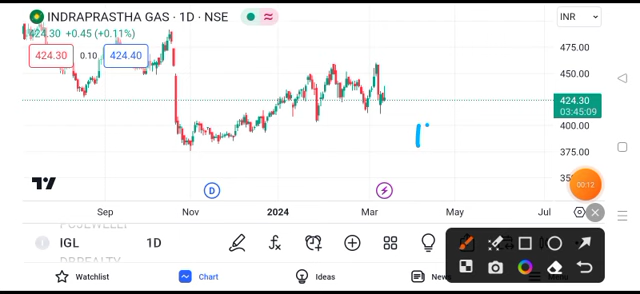 INDRAPRASTHA GAS · 1D · NSE
INR
424.30 +0.45 (+0.11%)
424.30 0.10 424.40
475.00
450.00
424.30
03:45:09
400.00
375.00
00:12
D
Sep Nov 2024 Mar May Jul
IGL 1D
Watchlist Chart Ideas News